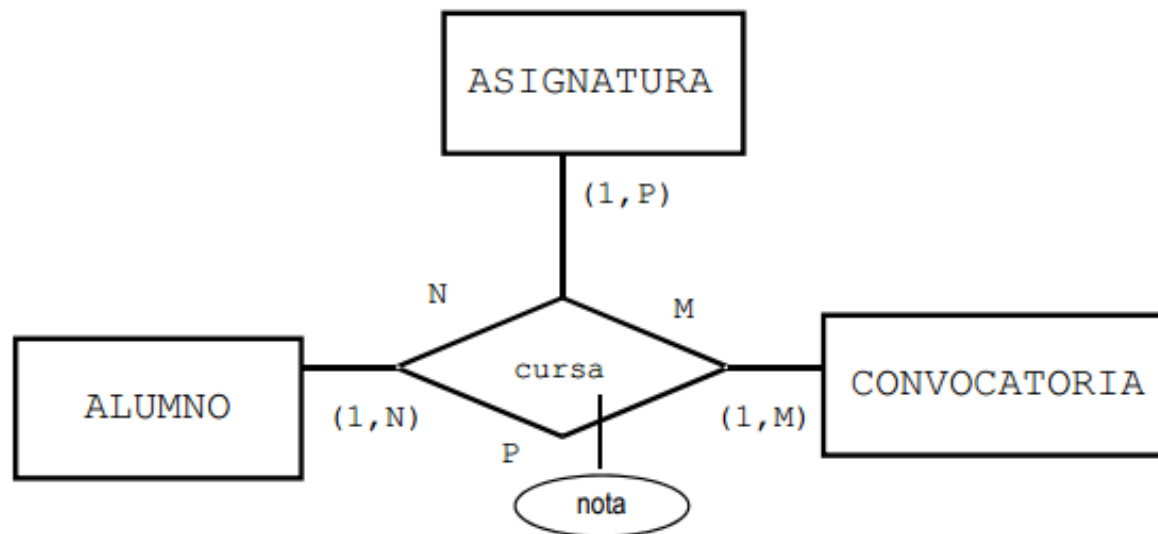 ASIGNATURA
(1,P)
N
M
cursa
ALUMNO
CONVOCATORIA
(1,N)
(1,M)
P
nota